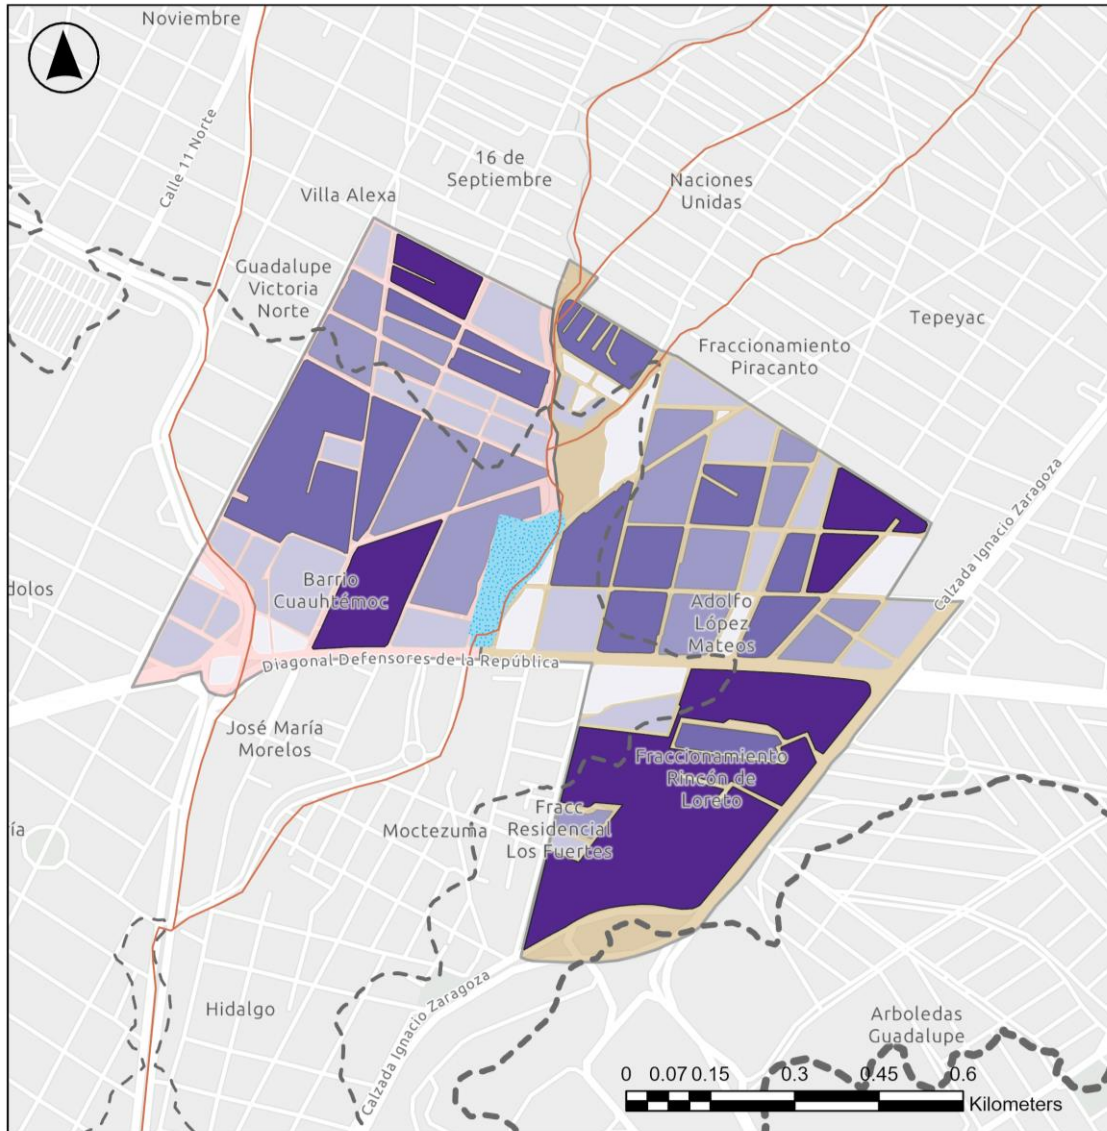 Noviembre
Calle 11 Norte
16 de
Septiembre
Villa Alexa
Naciones
Unidas
Guadalupe
Victoria
Norte
Tepeyac
Fraccionamiento
Piracanto
Calzada Ignacio Zaragoza
dolos
Barrio
Cuauhtémoc
Adolfo
López
Mateos
Diagonal Defensores de la República
José María
Morelos
Fraccionamiento
Rincón de
Loreto
ía
Moctezuma
Fracc
Residencial
Los Fuertes
Calzada Ignacio Zaragoza
Hidalgo
Arboledas
Guadalupe
0 0.07 0.15 0.3 0.45 0.6
Kilometers